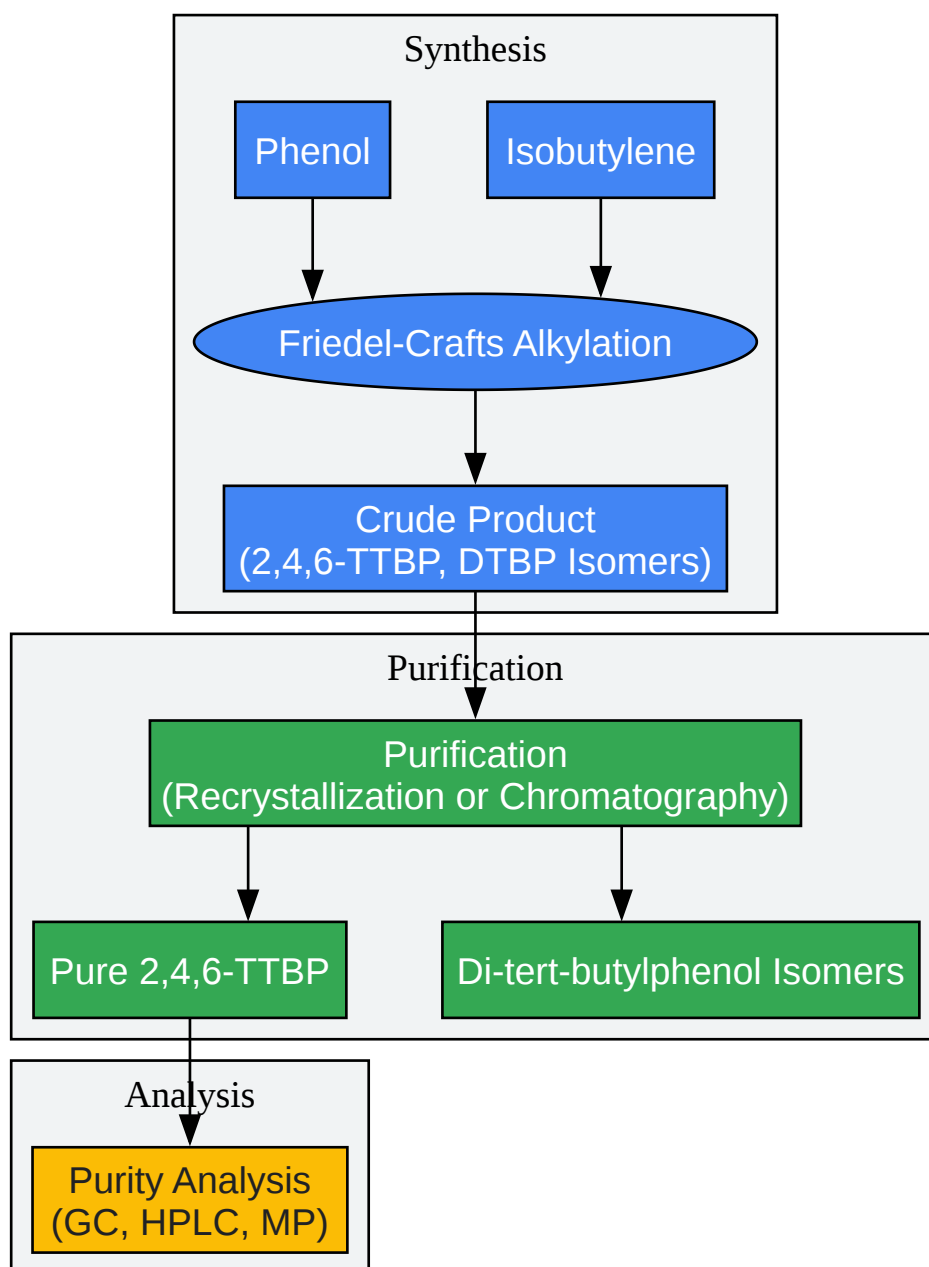 Synthesis
Phenol
Isobutylene
Friedel-Crafts Alkylation
Crude Product
(2,4,6-TTBP, DTBP Isomers)
Purification
Purification
(Recrystallization or Chromatography)
Pure 2,4,6-TTBP
Di-tert-butylphenol Isomers
Analysis
Purity Analysis
(GC, HPLC, MP)